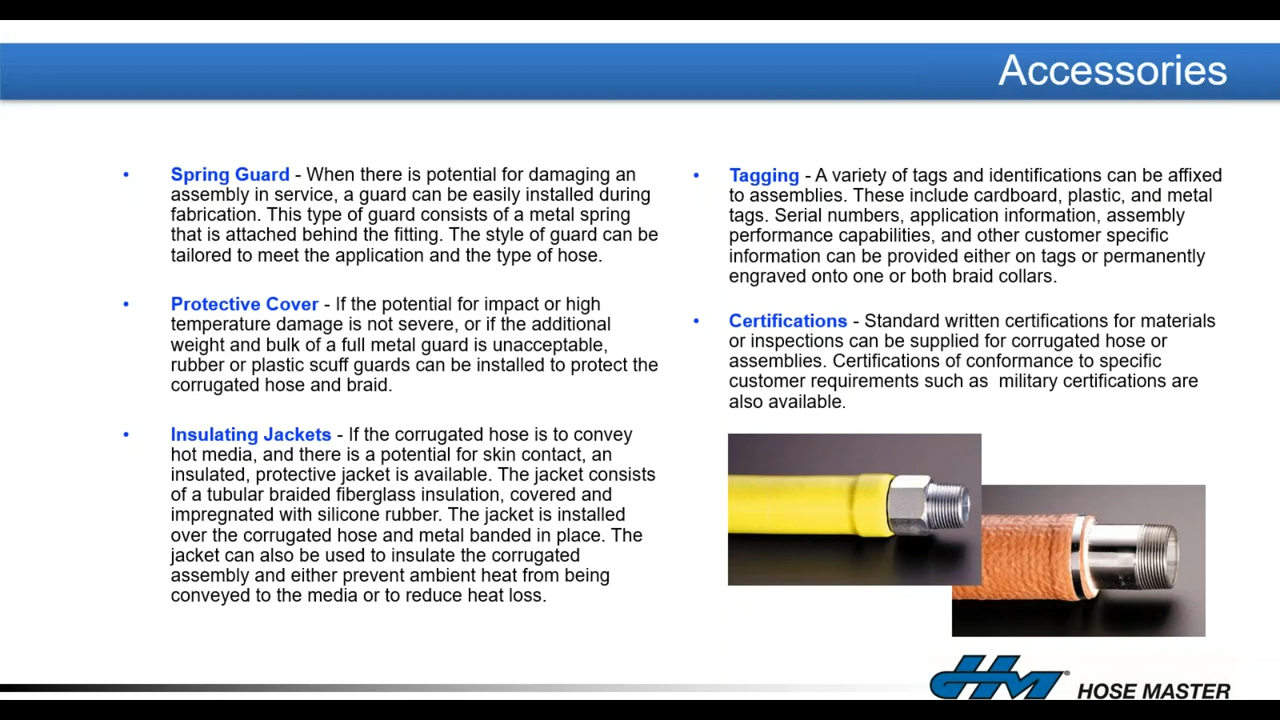 Accessories
• Spring Guard - When there is potential for damaging an
assembly in service, a guard can be easily installed during
fabrication. This type of guard consists of a metal spring
that is attached behind the fitting. The style of guard can be
tailored to meet the application and the type of hose.
• Protective Cover - If the potential for impact or high
temperature damage is not severe, or if the additional
weight and bulk of a full metal guard is unacceptable,
rubber or plastic scuff guards can be installed to protect the
corrugated hose and braid.
• Insulating Jackets - If the corrugated hose is to convey
hot media, and there is a potential for skin contact, an
insulated, protective jacket is available. The jacket consists
of a tubular braided fiberglass insulation, covered and
impregnated with silicone rubber. The jacket is installed
over the corrugated hose and metal banded in place. The
jacket can also be used to insulate the corrugated
assembly and either prevent ambient heat from being
conveyed to the media or to reduce heat loss.
• Tagging - A variety of tags and identifications can be affixed
to assemblies. These include cardboard, plastic, and metal
tags. Serial numbers, application information, assembly
performance capabilities, and other customer specific
information can be provided either on tags or permanently
engraved onto one or both braid collars.
• Certifications - Standard written certifications for materials
or inspections can be supplied for corrugated hose or
assemblies. Certifications of conformance to specific
customer requirements such as  military certifications are
also available.
HM® HOSE MASTER